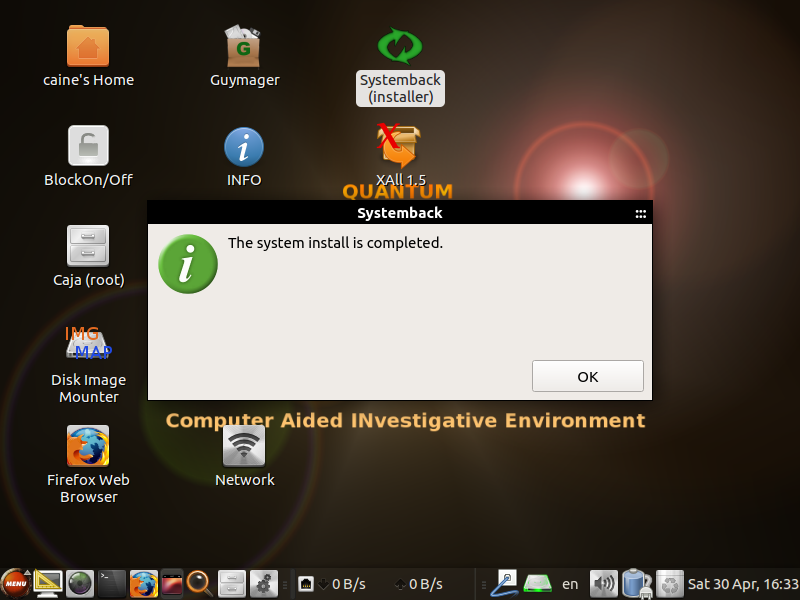 caine's Home
Guymager
G
Systemback
(installer)
BlockOn/Off
INFO
XAll 1.5
X
QUANTUM
Systemback
The system install is completed.
OK
Caja (root)
IMG
MAP
Disk Image
Mounter
Computer Aided INvestigative Environment
Firefox Web
Browser
Network
MENU
0 B/s
0 B/s
en
Sat 30 Apr, 16:33